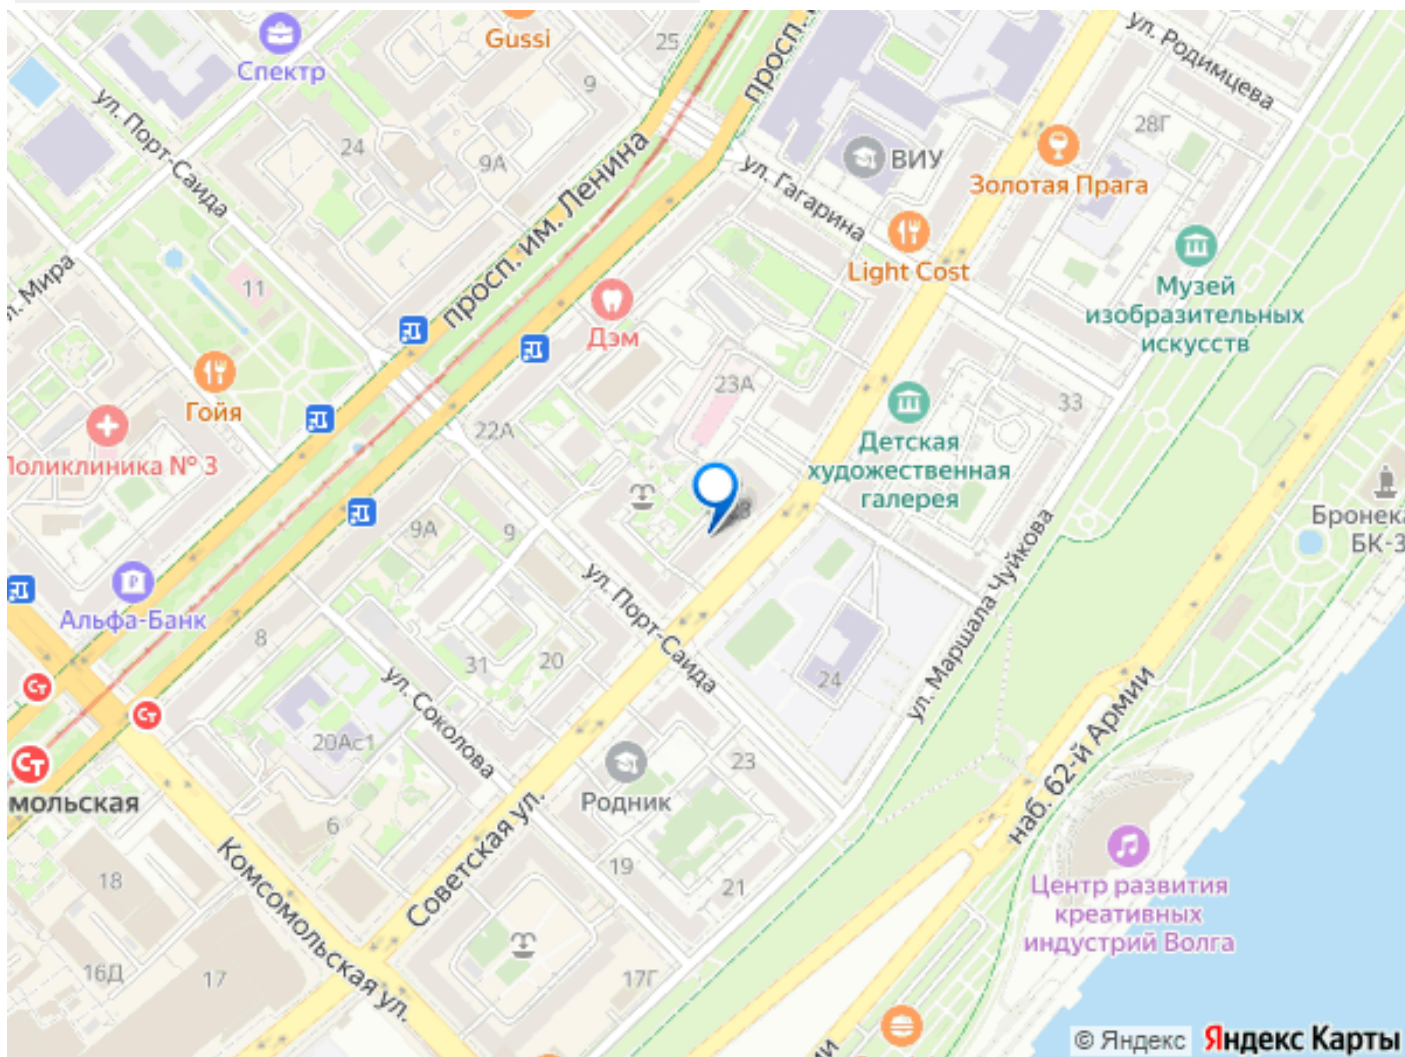 Gussi
25
Спектр
просп.
ул. Родимцева
9
28Г
ул. Порт-Саида
24
9А
просп. им. Ленина
ул. Гагарина
ВИУ
Золотая Прага
Light Cost
Музей
изобразительных
искусств
Мира
11
Дэм
23А
33
Гойя
22А
Детская
художественная
галерея
Поликлиника № 3
9А
9
Бронека
БК-3
ул. Порт-Саида
ул. Маршала Чуйкова
Альфа-Банк
8
31
20
24
ул. Соколова
20Ас1
23
наб. 62-й Армии
мольская
Родник
6
Советская ул.
Комсомольская ул.
18
19
21
Центр развития
креативных
индустрий Волга
16Д
17
17Г
© Яндекс Яндекс Карты